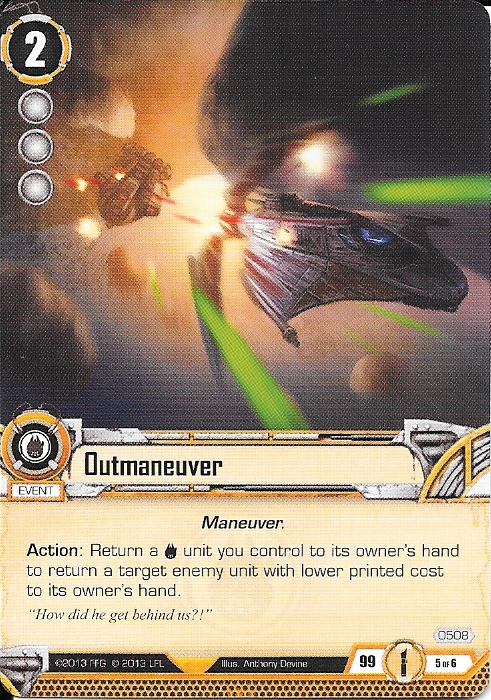 2
Outmaneuver
EVENT
Maneuver.
Action: Return a unit you control to its owner's hand
to return a target enemy unit with lower printed cost
to its owner's hand.
"How did he get behind us?!"
0508
©2013 FFG © 2013 LFL Illus. Anthony Devine 99 1 5 of 6